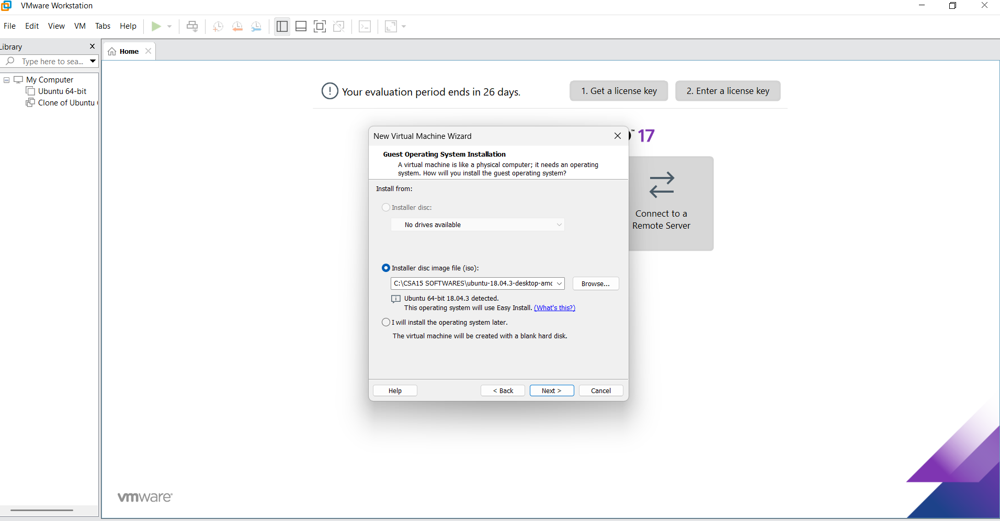 VMware Workstation
File Edit View VM Tabs Help
Library
Type here to sea...
Home
My Computer
Ubuntu 64-bit
Clone of Ubuntu
Your evaluation period ends in 26 days.
1. Get a license key
2. Enter a license key
™ 17
New Virtual Machine Wizard
Guest Operating System Installation
A virtual machine is like a physical computer; it needs an operating
system. How will you install the guest operating system?
Install from:
Installer disc:
No drives available
Installer disc image file (iso):
C:\CSA15 SOFTWARES\ubuntu-18.04.3-desktop-amd
Browse...
Ubuntu 64-bit 18.04.3 detected.
This operating system will use Easy Install. (What's this?)
I will install the operating system later.
The virtual machine will be created with a blank hard disk.
Help
< Back
Next >
Cancel
Connect to a
Remote Server
vmware®